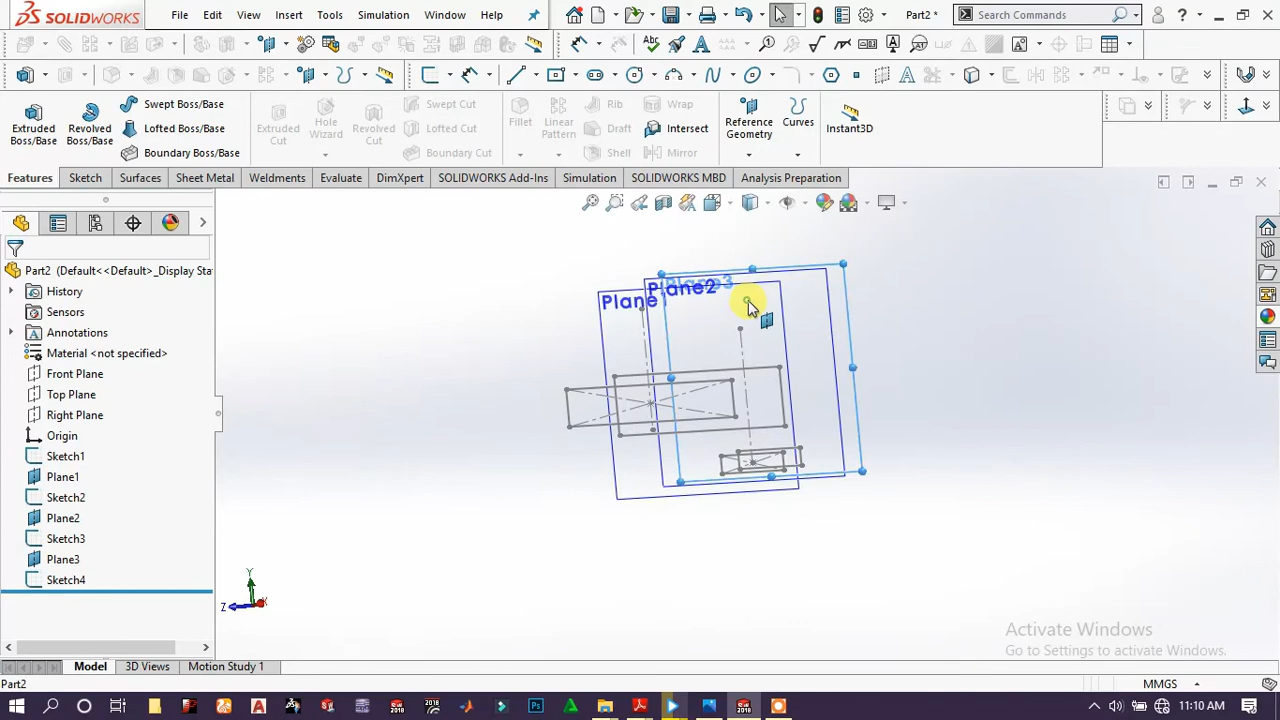 SOLIDWORKS File Edit View Insert Tools Simulation Window Help Part2 * Search Commands ?
Extruded Boss/Base Revolved Boss/Base Swept Boss/Base Lofted Boss/Base Boundary Boss/Base Extruded Cut Hole Wizard Revolved Cut Swept Cut Lofted Cut Boundary Cut Fillet Linear Pattern Rib Draft Shell Wrap Intersect Mirror Reference Geometry Curves Instant3D
Features Sketch Surfaces Sheet Metal Weldments Evaluate DimXpert SOLIDWORKS Add-Ins Simulation SOLIDWORKS MBD Analysis Preparation
Part2 (Default<<Default>_Display Sta
History
Sensors
Annotations
Material <not specified>
Front Plane
Top Plane
Right Plane
Origin
Sketch1
Plane1
Sketch2
Plane2
Sketch3
Plane3
Sketch4
Plane Plane2 Plane3
Y
Z
Activate Windows
Go to Settings to activate Windows.
Model 3D Views Motion Study 1
Part2 MMGS
11:10 AM